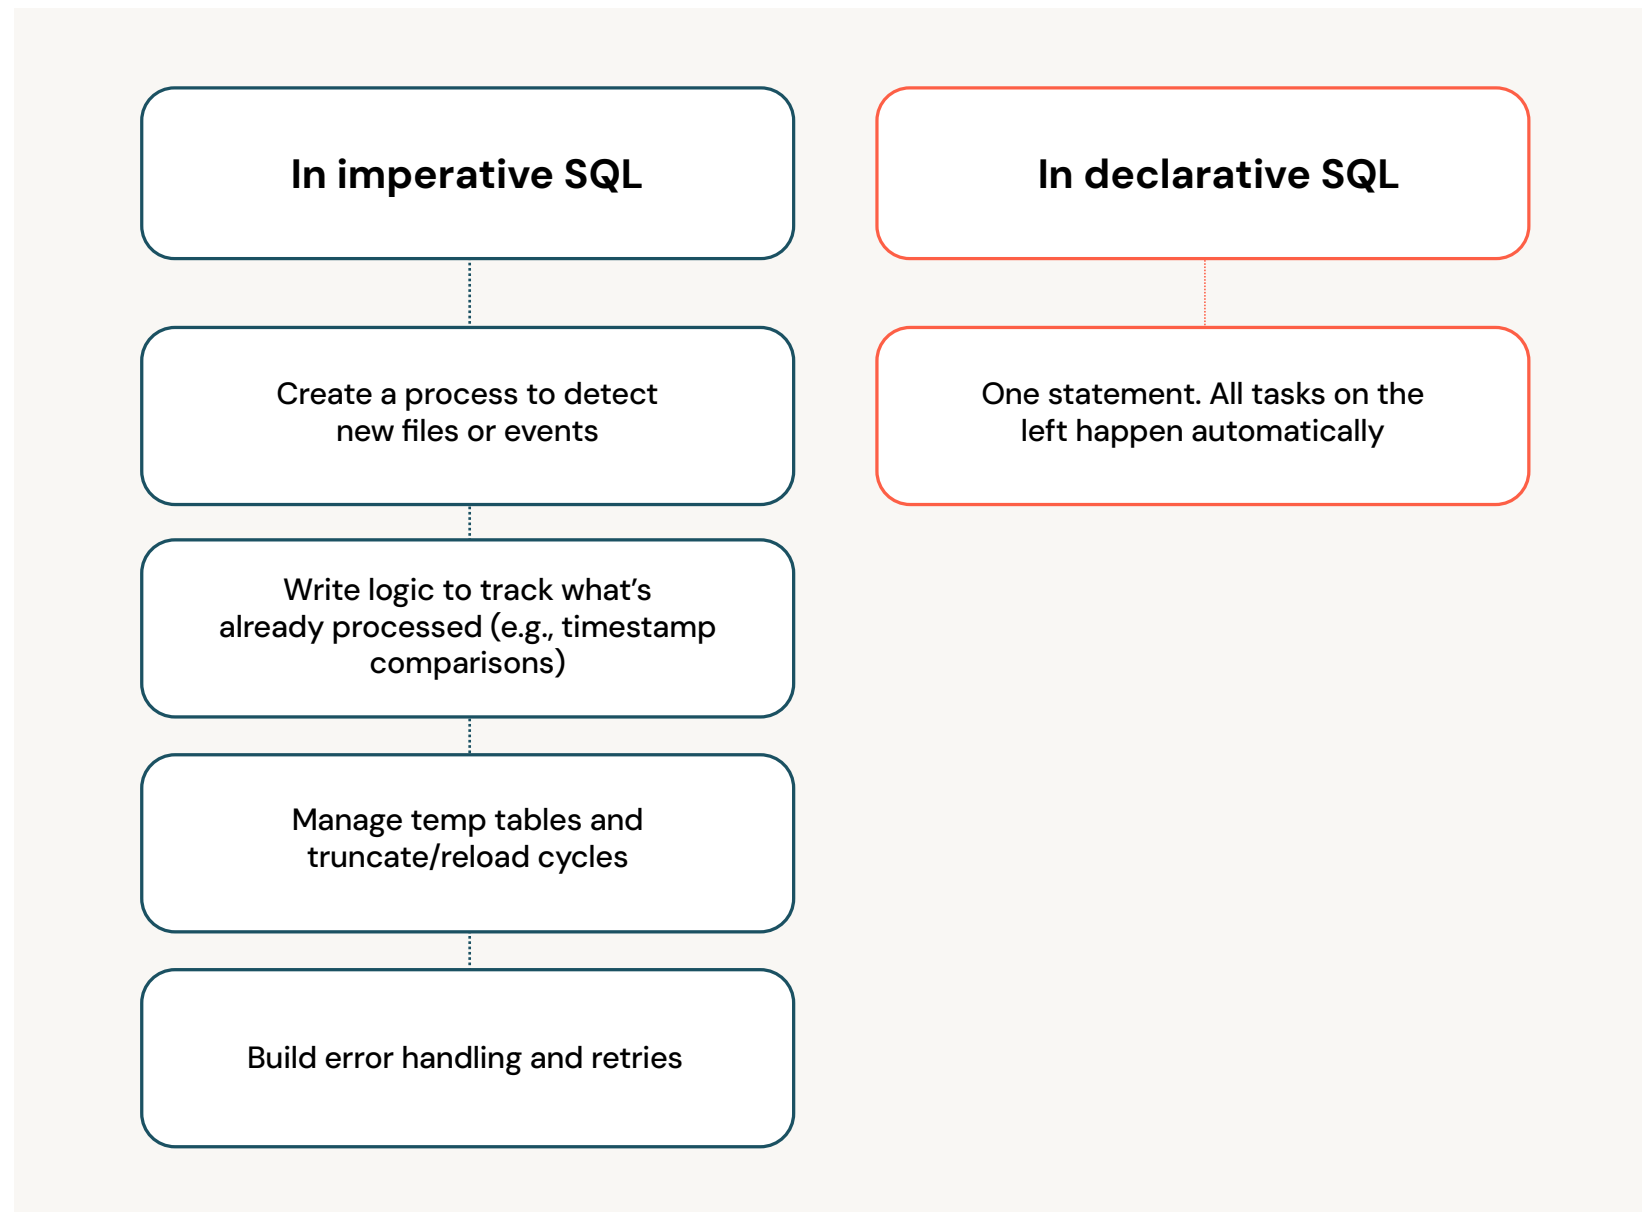 In imperative SQL
Create a process to detect
new files or events
Write logic to track what’s
already processed (e.g., timestamp
comparisons)
Manage temp tables and
truncate/reload cycles
Build error handling and retries
In declarative SQL
One statement. All tasks on the
left happen automatically